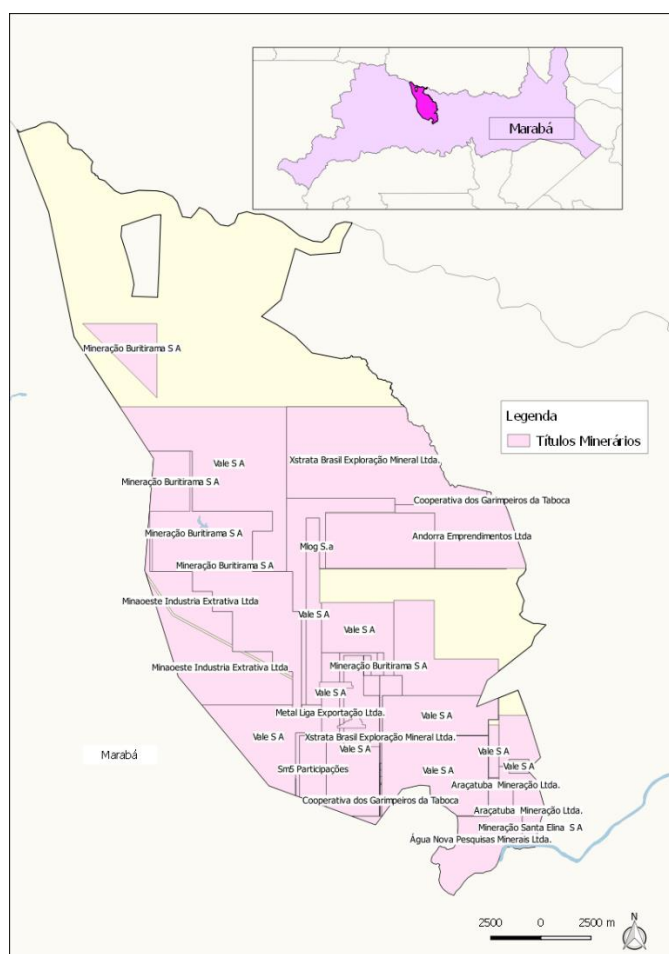 Marabá
Mineração Buritirama S A
Legenda
Títulos Minerários
Vale S A
Xstrata Brasil Exploração Mineral Ltda.
Mineração Buritirama S A
Cooperativa dos Garimpeiros da Taboca
Mineração Buritirama S A
Andorra Emprendimentos Ltda
Mlog S.a
Mineração Buritirama S A
Minaoeste Industria Extrativa Ltda
Vale S A
Vale S A
Minaoeste Industria Extrativa Ltda
Mineração Buritirama S A
Vale S A
Metal Liga Exportação Ltda.
Vale S A
Vale S A
Xstrata Brasil Exploração Mineral Ltda.
Vale S A
Vale S A
Marabá
Sm5 Participações
Vale S A
Vale S A
Araçatuba Mineração Ltda.
Cooperativa dos Garimpeiros da Taboca
Araçatuba Mineração Ltda.
Mineração Santa Elina S A
Água Nova Pesquisas Minerais Ltda.
N
2500 0 2500 m